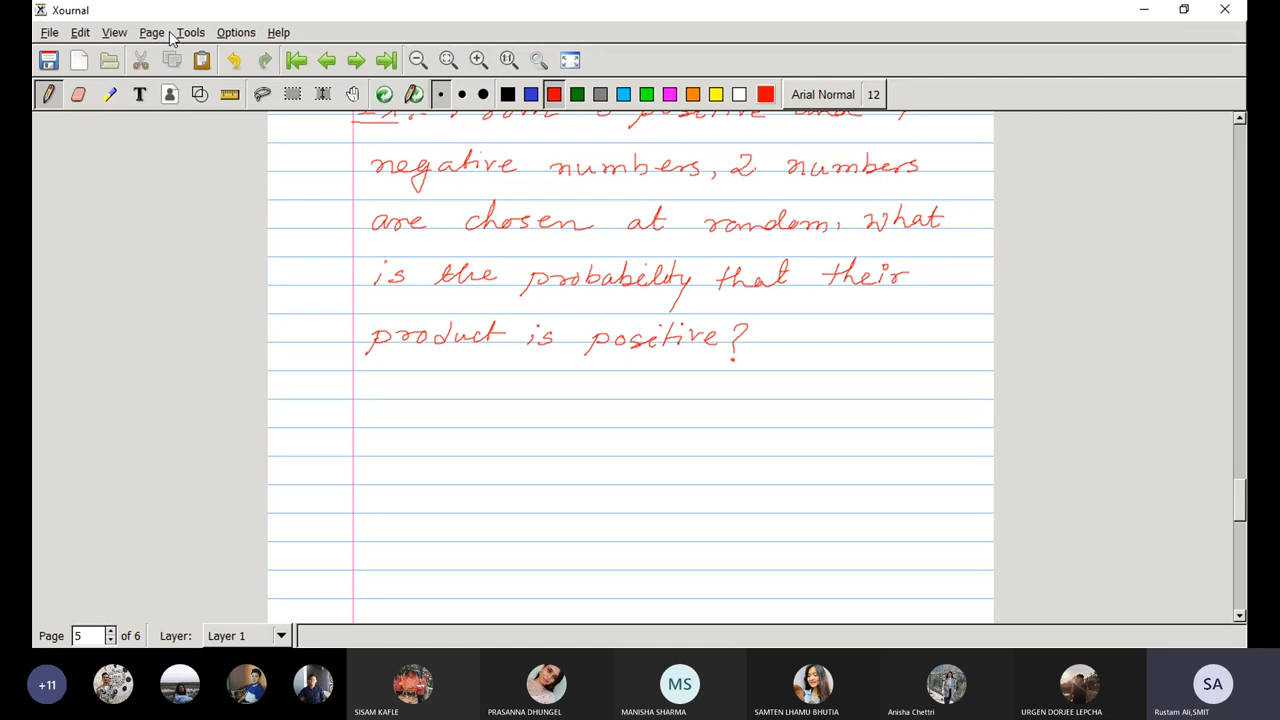 Xournal
File Edit View Page Tools Options Help
T Arial Normal 12
negative numbers, 2 numbers
are chosen at random. What
is the probability that their
product is positive?
Page 5 of 6 Layer: Layer 1
+11 SISAM KAFLE PRASANNA DHUNGEL MS MANISHA SHARMA SAMTEN LHAMU BHUTIA Anisha Chettri URGEN DORJEE LEPCHA SA Rustam Ali,SMIT